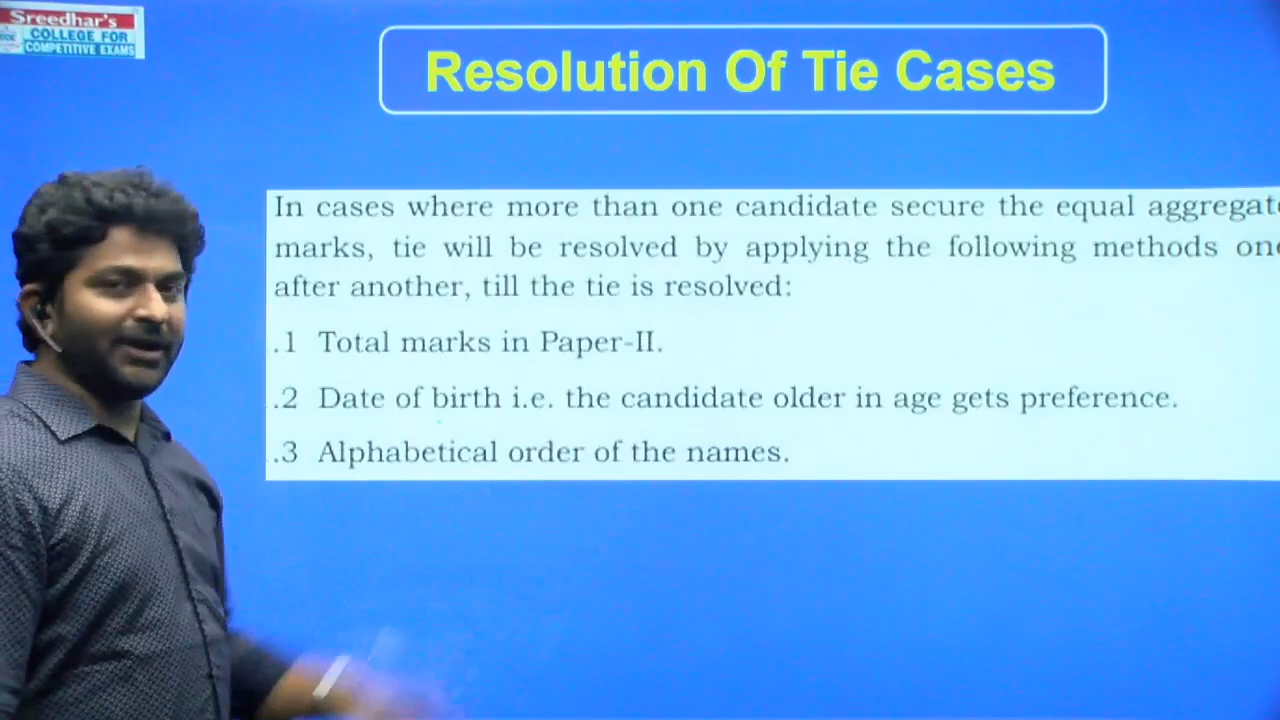 Sreedhar's
COLLEGE FOR
COMPETITIVE EXAMS
Resolution Of Tie Cases
In cases where more than one candidate secure the equal aggregate
marks, tie will be resolved by applying the following methods one
after another, till the tie is resolved:
.1 Total marks in Paper-II.
.2 Date of birth i.e. the candidate older in age gets preference.
.3 Alphabetical order of the names.